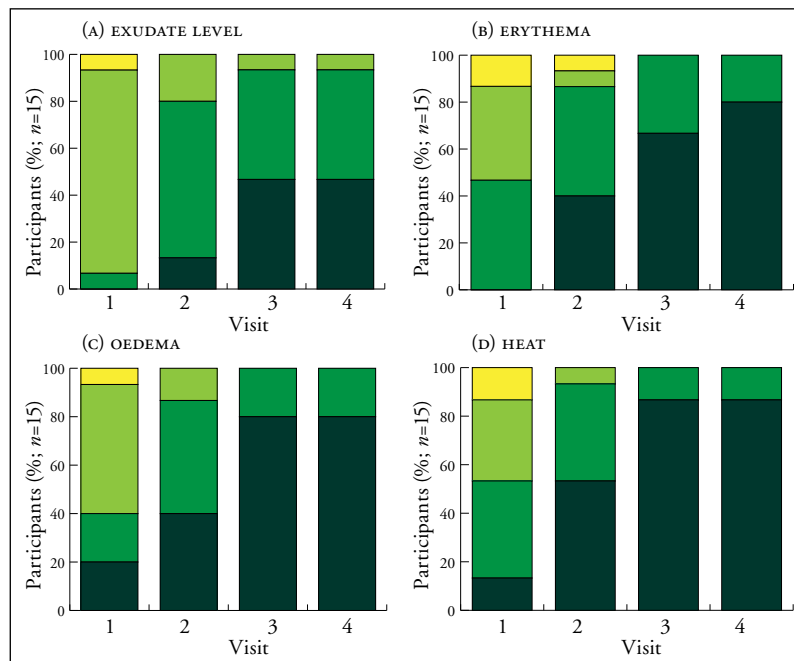 (A) EXUDATE LEVEL
Participants (%; n=15)
100
80
60
40
20
0
1 2 3 4
Visit
(B) ERYTHEMA
Participants (%; n=15)
100
80
60
40
20
0
1 2 3 4
Visit
(C) OEDEMA
Participants (%; n=15)
100
80
60
40
20
0
1 2 3 4
Visit
(D) HEAT
Participants (%; n=15)
100
80
60
40
20
0
1 2 3 4
Visit